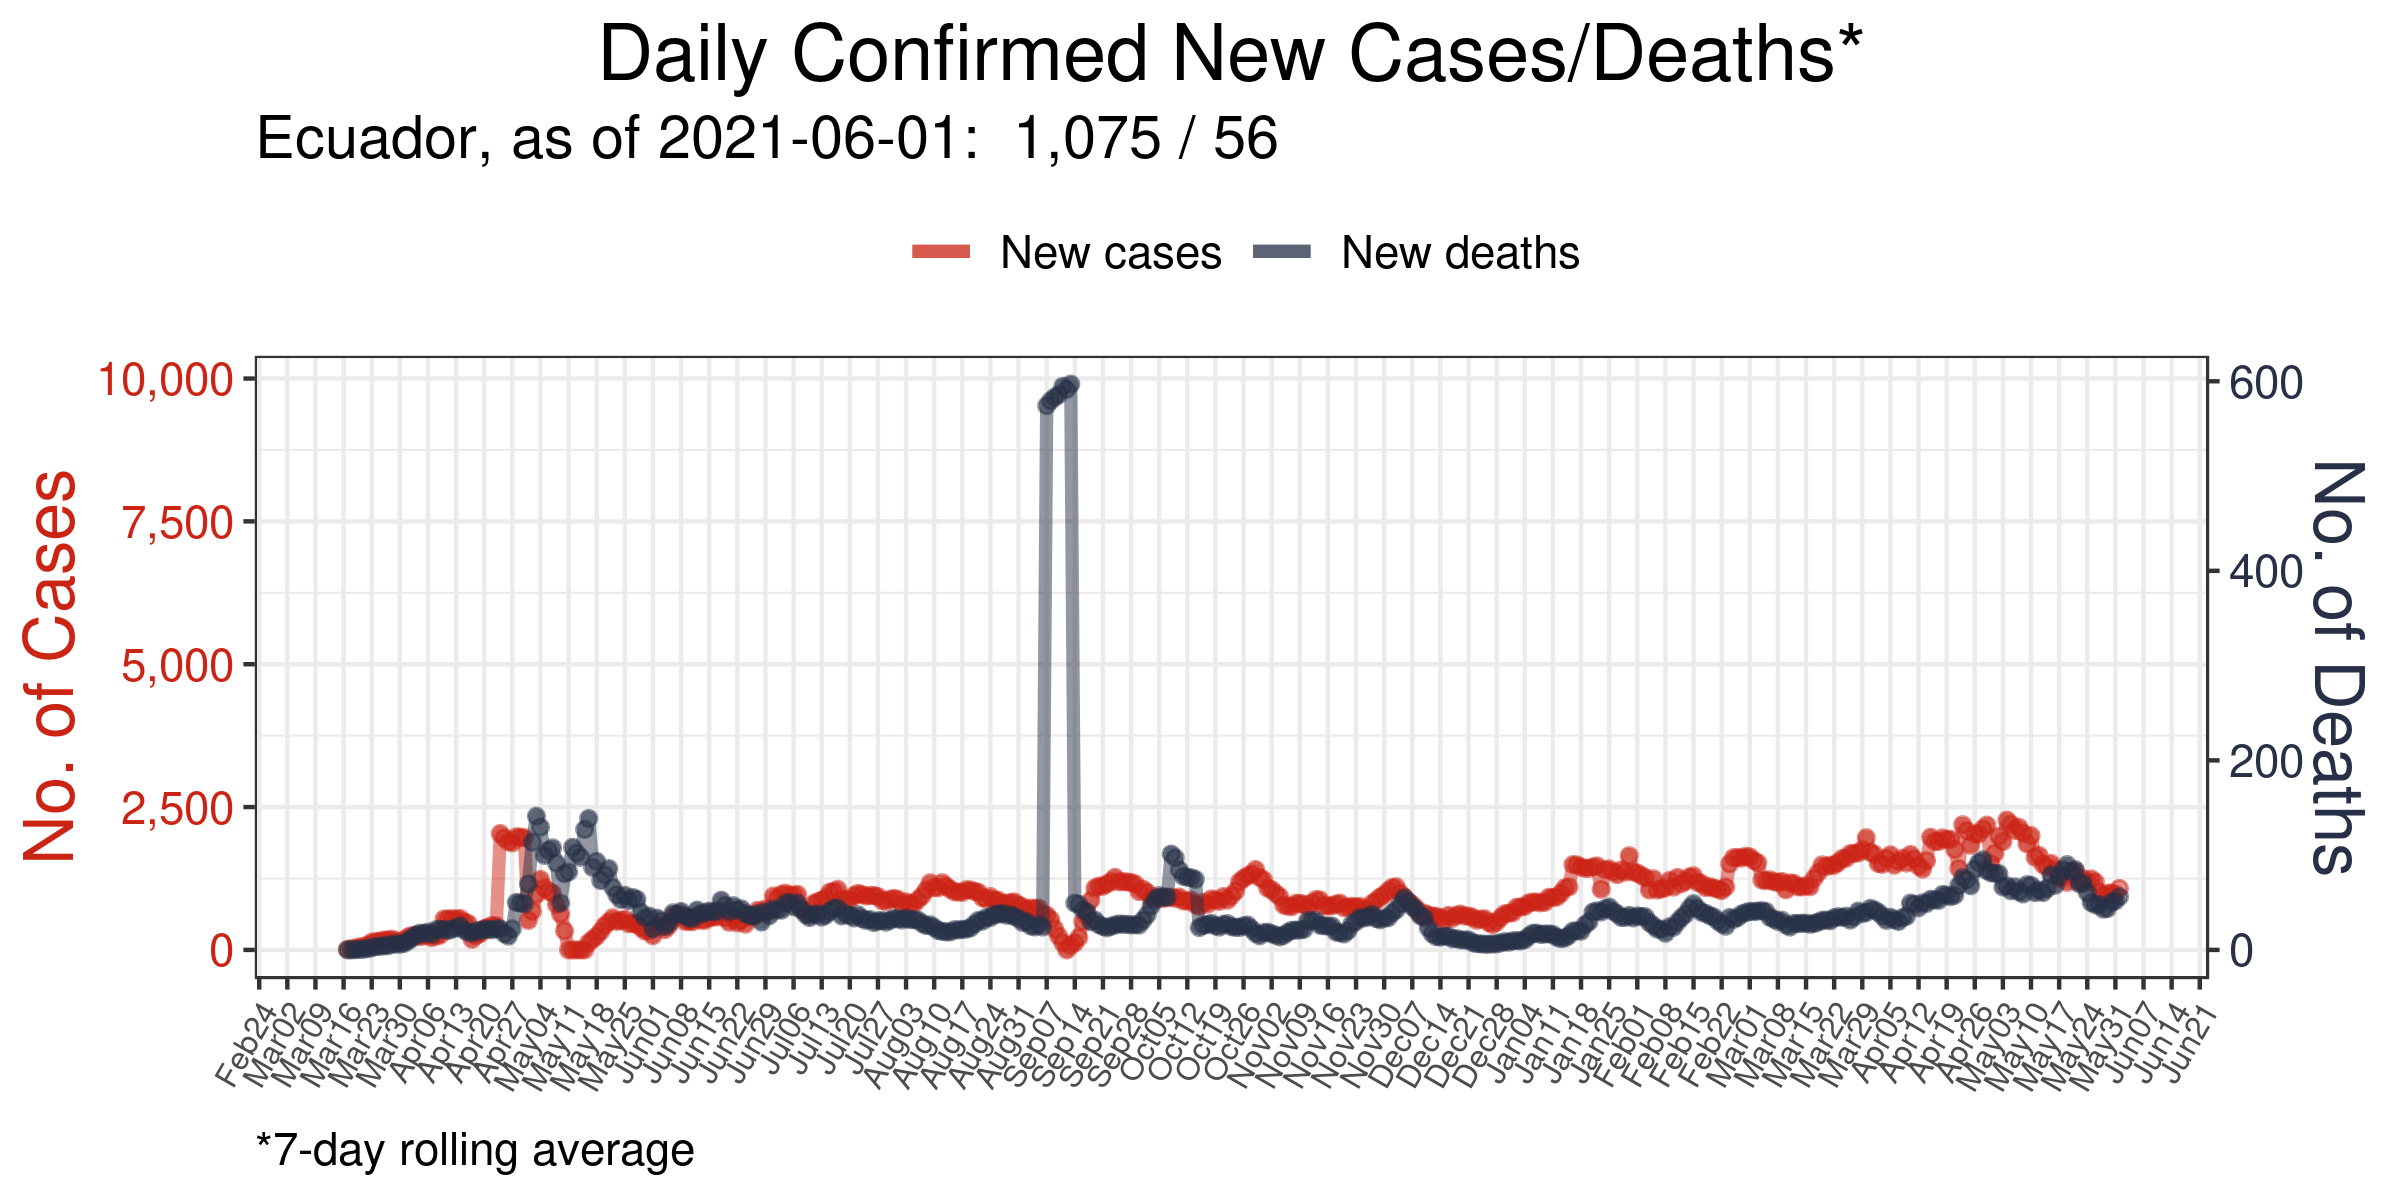 Daily Confirmed New Cases/Deaths*
Ecuador, as of 2021-06-01:  1,075 / 56
New cases New deaths
No. of Cases
10,000
7,500
5,000
2,500
0
600
400
200
0
No. of Deaths
Feb24 Mar02 Mar09 Mar16 Mar23 Mar30 Apr06 Apr13 Apr20 Apr27 May04 May11 May18 May25 Jun01 Jun08 Jun15 Jun22 Jun29 Jul06 Jul13 Jul20 Jul27 Aug03 Aug10 Aug17 Aug24 Aug31 Sep07 Sep14 Sep21 Sep28 Oct05 Oct12 Oct19 Oct26 Nov02 Nov09 Nov16 Nov23 Nov30 Dec07 Dec14 Dec21 Dec28 Jan04 Jan11 Jan18 Jan25 Feb01 Feb08 Feb15 Feb22 Mar01 Mar08 Mar15 Mar22 Mar29 Apr05 Apr12 Apr19 Apr26 May03 May10 May17 May24 May31 Jun07 Jun14 Jun21
*7-day rolling average